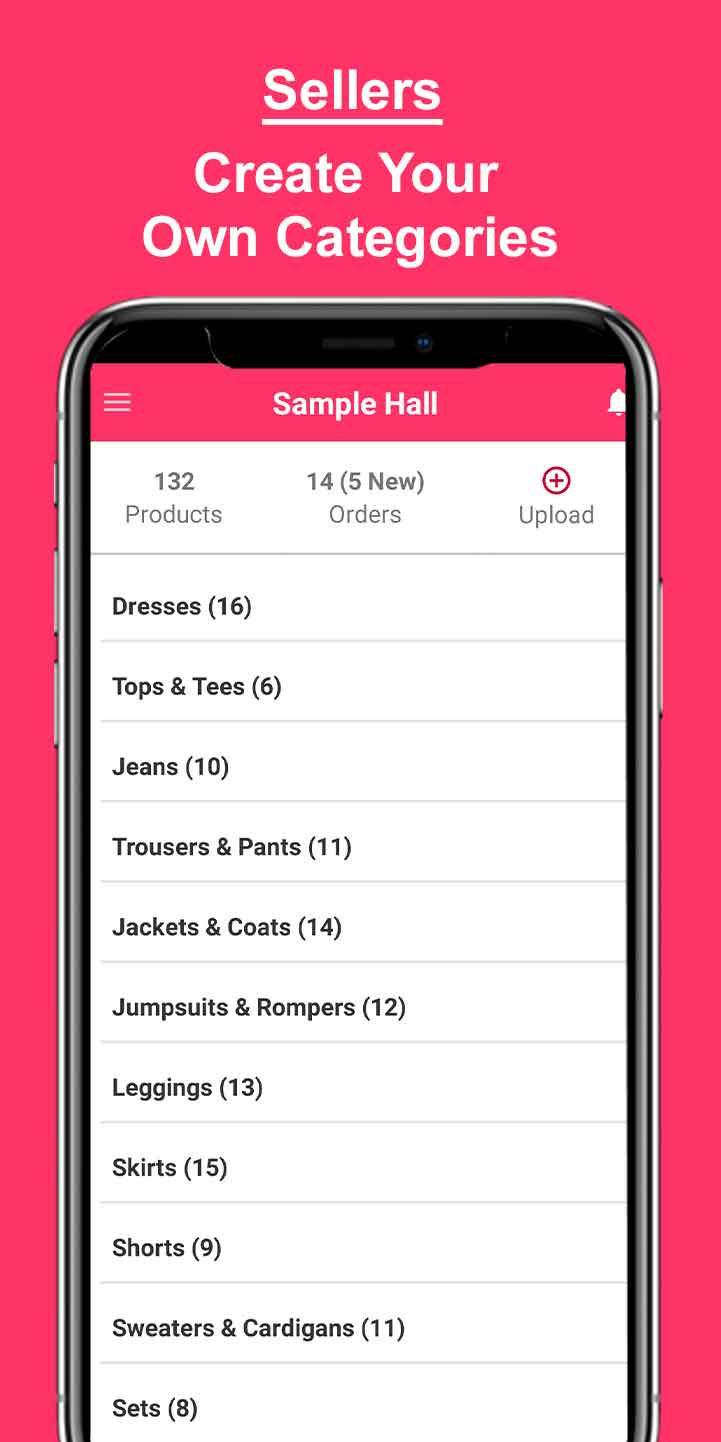 Sellers
Create Your
Own Categories
Sample Hall
132
Products
14 (5 New)
Orders
Upload
Dresses (16)
Tops & Tees (6)
Jeans (10)
Trousers & Pants (11)
Jackets & Coats (14)
Jumpsuits & Rompers (12)
Leggings (13)
Skirts (15)
Shorts (9)
Sweaters & Cardigans (11)
Sets (8)